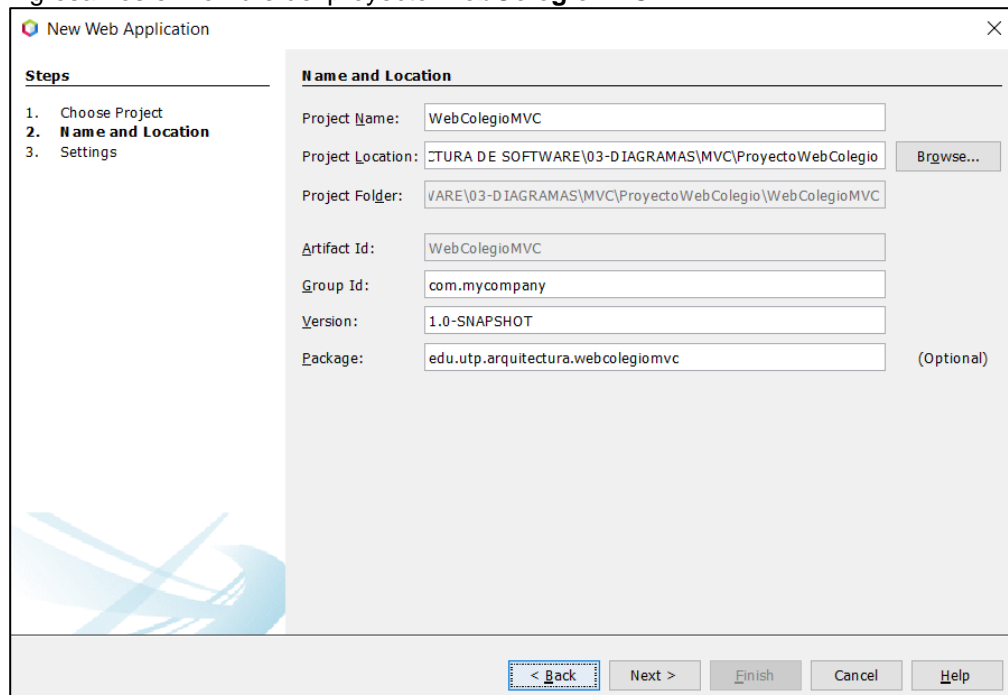 New Web Application
Steps
1. Choose Project
2. Name and Location
3. Settings
Name and Location
Project Name: WebColegioMVC
Project Location: CTURA DE SOFTWARE\03-DIAGRAMAS\MVC\ProyectoWebColegio Browse...
Project Folder: WARE\03-DIAGRAMAS\MVC\ProyectoWebColegio\WebColegioMVC
Artifact Id: WebColegioMVC
Group Id: com.mycompany
Version: 1.0-SNAPSHOT
Package: edu.utp.arquitectura.webcolegiomvc (Optional)
< Back Next > Finish Cancel Help